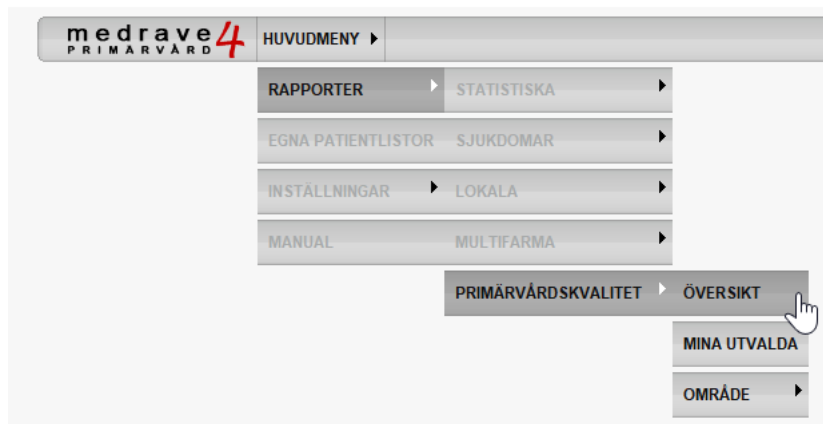 medrave4 HUVUDMENY
PRIMÄRVÅRD
RAPPORTER STATISTISKA
EGNA PATIENTLISTOR SJUKDOMAR
INSTÄLLNINGAR LOKALA
MANUAL MULTIFARMA
PRIMÄRVÅRDSKVALITET ÖVERSIKT
MINA UTVALDA
OMRÅDE